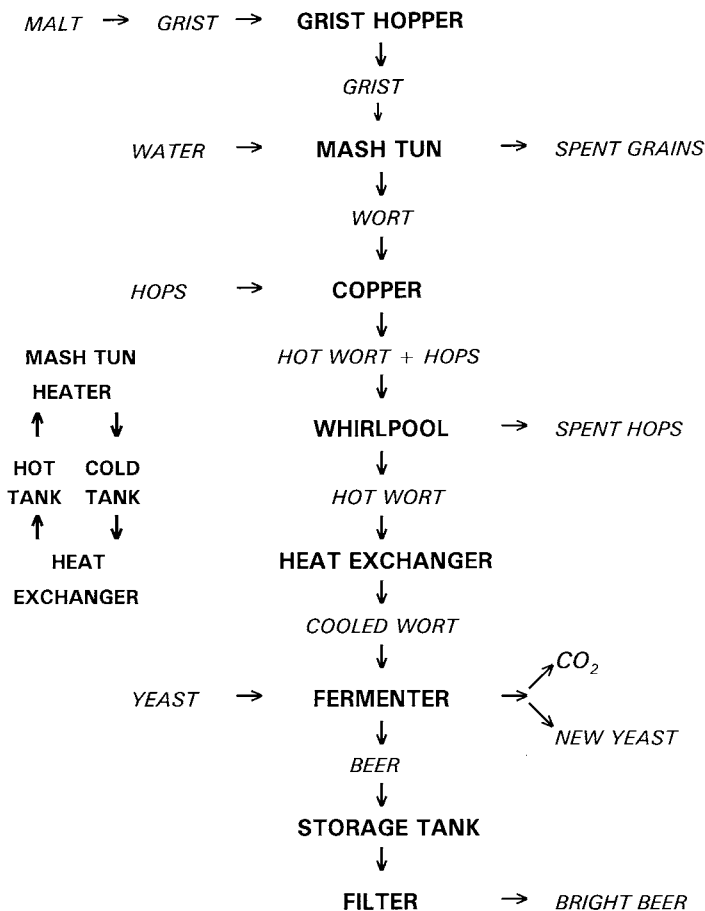 MALT → GRIST → GRIST HOPPER
GRIST
WATER → MASH TUN → SPENT GRAINS
WORT
HOPS → COPPER
MASH TUN
HEATER
HOT WORT + HOPS
WHIRLPOOL → SPENT HOPS
HOT COLD
TANK TANK
HOT WORT
HEAT
EXCHANGER
HEAT EXCHANGER
COOLED WORT
CO₂
YEAST → FERMENTER →
NEW YEAST
BEER
STORAGE TANK
FILTER → BRIGHT BEER